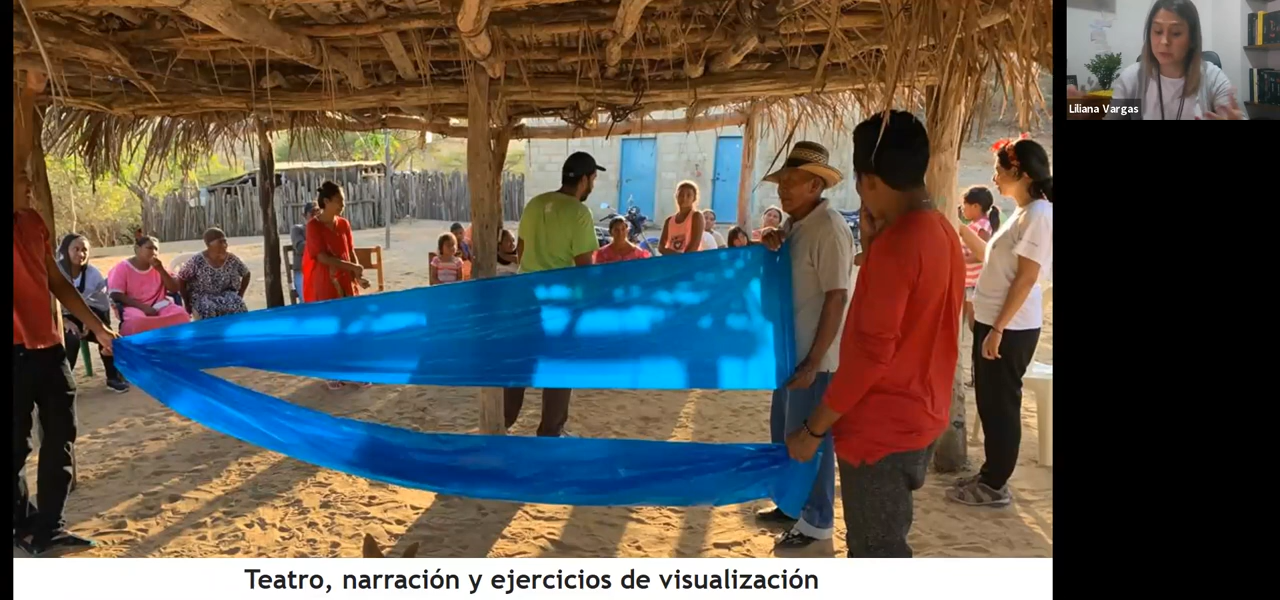 Liliana Vargas
Teatro, narración y ejercicios de visualización